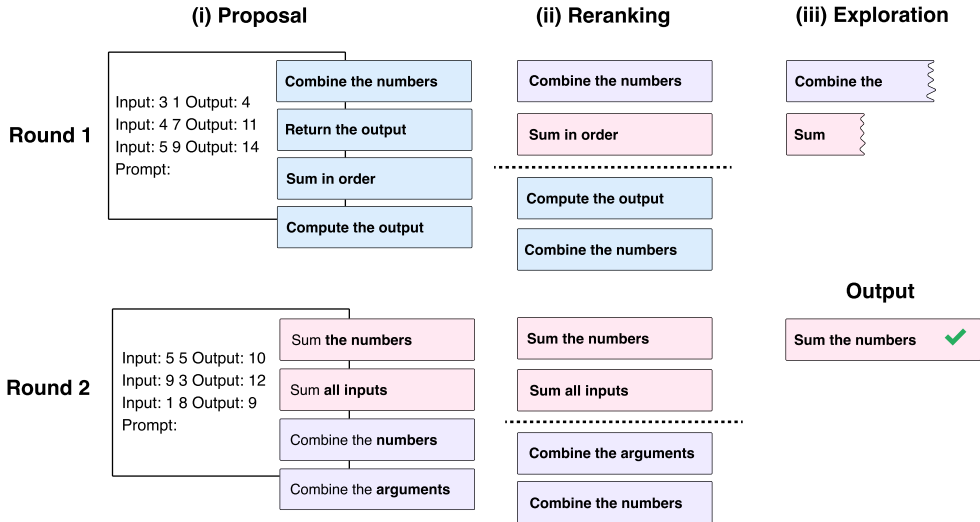 (i) Proposal
(ii) Reranking
(iii) Exploration
Round 1
Input: 3 1 Output: 4
Input: 4 7 Output: 11
Input: 5 9 Output: 14
Prompt:
Combine the numbers
Return the output
Sum in order
Compute the output
Combine the numbers
Sum in order
Compute the output
Combine the numbers
Combine the
Sum
Round 2
Input: 5 5 Output: 10
Input: 9 3 Output: 12
Input: 1 8 Output: 9
Prompt:
Sum the numbers
Sum all inputs
Combine the numbers
Combine the arguments
Sum the numbers
Sum all inputs
Combine the arguments
Combine the numbers
Output
Sum the numbers